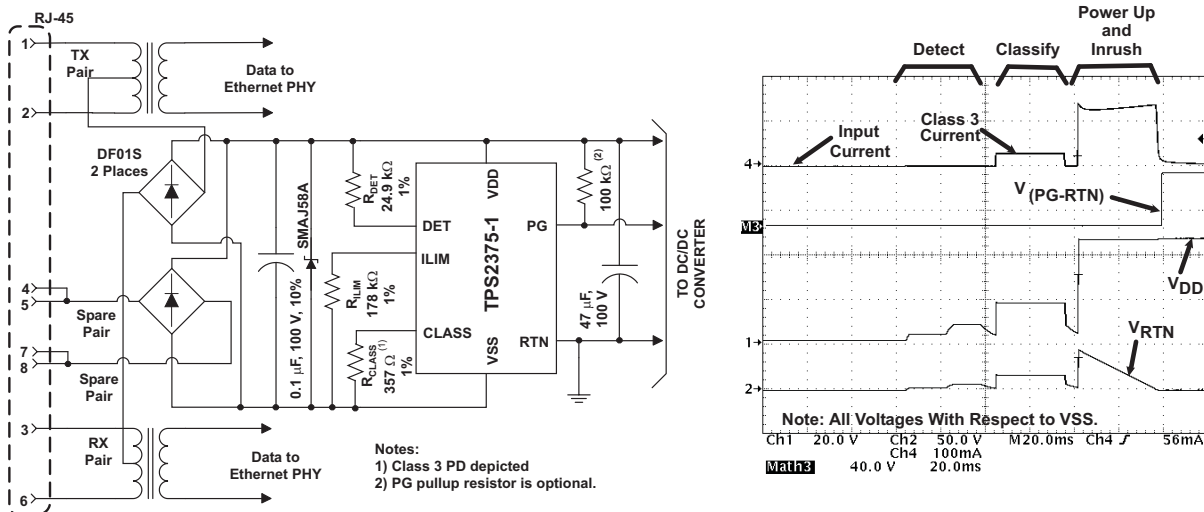 RJ-45
1
TX
Pair
2
Data to
Ethernet PHY
DF01S
2 Places
4
5
Spare
Pair
7
8
Spare
Pair
3
RX
Pair
6
Data to
Ethernet PHY
0.1 µF, 100 V, 10%
SMAJ58A
RDET
24.9 kΩ
1%
RILIM
178 kΩ
1%
RCLASS(1)
357 Ω
1%
DET
ILIM
CLASS
VDD
TPS2375-1
VSS
PG
RTN
100 kΩ(2)
47 µF,
100 V
TO DC/DC
CONVERTER
Notes:
1) Class 3 PD depicted
2) PG pullup resistor is optional.
Detect
Classify
Power Up
and
Inrush
Input
Current
Class 3
Current
4
V(PG-RTN)
M3
VDD
1
VRTN
2
Note: All Voltages With Respect to VSS.
Ch1 20.0 V Ch2 50.0 V M20.0ms Ch4 56mA
Ch4 100mA
Math3 40.0 V 20.0ms